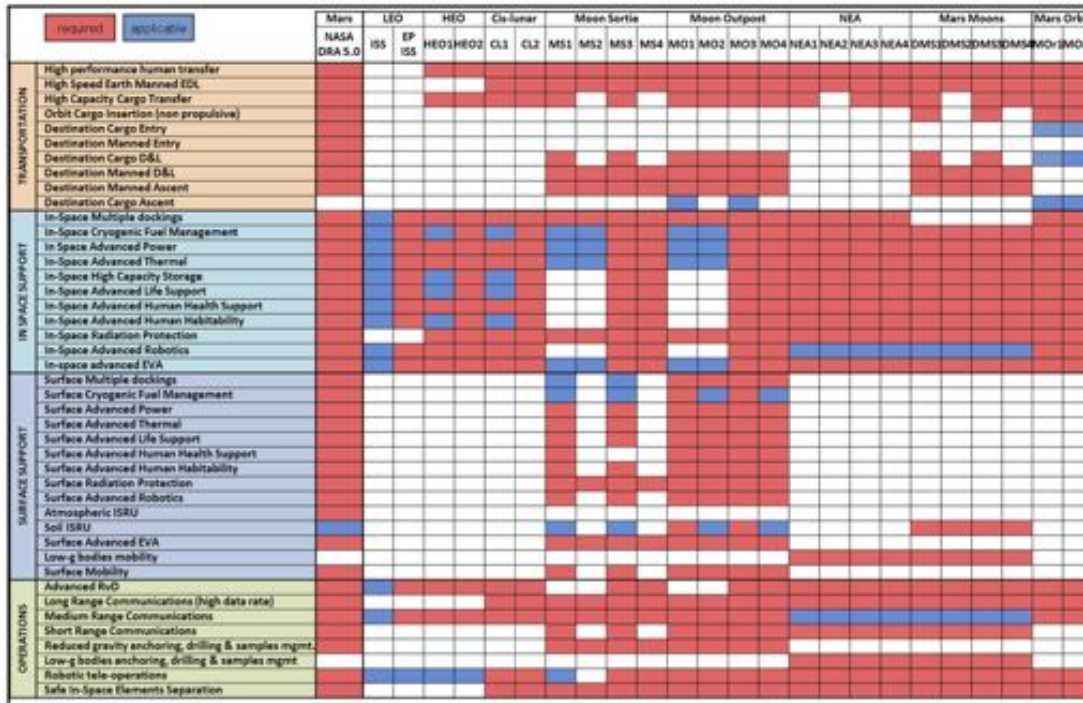 required applicable
Mars LEO HEO Cis-lunar Moon Sortie Moon Outpost NEA Mars Moons Mars Orb
NASA DRA 5.0 ISS EP ISS HEO1 HEO2 CL1 CL2 MS1 MS2 MS3 MS4 MO1 MO2 MO3 MO4 NEA1 NEA2 NEA3 NEA4 DMS1 DMS2 DMS3 DMS4 MOr1 MO
TRANSPORTATION
High performance human transfer
High Speed Earth Manned EDL
High Capacity Cargo Transfer
Orbit Cargo Insertion (non propulsive)
Destination Cargo Entry
Destination Manned Entry
Destination Cargo D&L
Destination Manned D&L
Destination Manned Ascent
Destination Cargo Ascent
IN SPACE SUPPORT
In-Space Multiple dockings
In-Space Cryogenic Fuel Management
In Space Advanced Power
In-Space Advanced Thermal
In-Space High Capacity Storage
In-Space Advanced Life Support
In-Space Advanced Human Health Support
In-Space Advanced Human Habitability
In-Space Radiation Protection
In-Space Advanced Robotics
In-space advanced EVA
SURFACE SUPPORT
Surface Multiple dockings
Surface Cryogenic Fuel Management
Surface Advanced Power
Surface Advanced Thermal
Surface Advanced Life Support
Surface Advanced Human Health Support
Surface Advanced Human Habitability
Surface Radiation Protection
Surface Advanced Robotics
Atmospheric ISRU
Soil ISRU
Surface Advanced EVA
Low-g bodies mobility
Surface Mobility
OPERATIONS
Advanced RvD
Long Range Communications (high data rate)
Medium Range Communications
Short Range Communications
Reduced gravity anchoring, drilling & samples mgmt.
Low-g bodies anchoring, drilling & samples mgmt
Robotic tele-operations
Safe In-Space Elements Separation